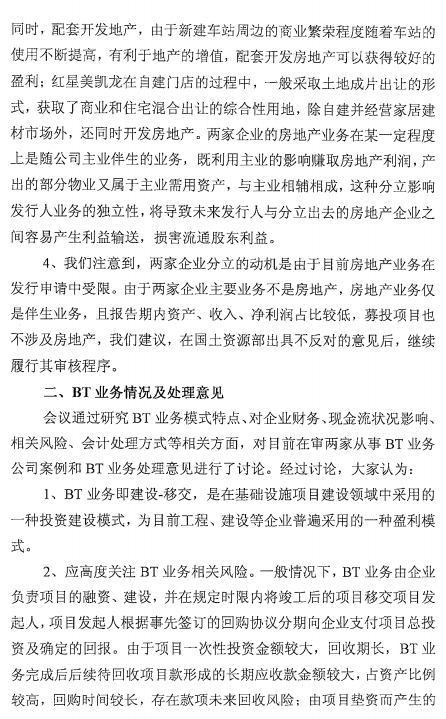 同时，配套开发地产，由于新建车站周边的商业繁荣程度随着车站的
使用不断提高，有利于地产的增值，配套开发房地产可以获得较好的
盈利；红星美凯龙在自建门店的过程中，一般采取土地成片出让的形
式，获取了商业和住宅混合出让的综合性用地，除自建并经营家居建
材市场外，还同时开发房地产。两家企业的房地产业务在某一定程度
上是随公司主业伴生的业务，既利用主业的影响赚取房地产利润，产
出的部分物业又属于主业需用资产，与主业相辅相成，这种分立影响
发行人业务的独立性，将导致未来发行人与分立出去的房地产企业之
间容易产生利益输送，损害流通股东利益。
4、我们注意到，两家企业分立的动机是由于目前房地产业务在
发行申请中受限。由于两家企业主要业务不是房地产，房地产业务仅
是伴生业务，且报告期内资产、收入、净利润占比较低，募投项目也
不涉及房地产，我们建议，在国土资源部出具不反对的意见后，继续
履行其审核程序。
二、BT 业务情况及处理意见
会议通过研究 BT 业务模式特点、对企业财务、现金流状况影响、
相关风险、会计处理方式等相关方面，对目前在审两家从事 BT 业务
公司案例和 BT 业务处理意见进行了讨论。经过讨论，大家认为：
1、BT 业务即建设-移交，是在基础设施项目建设领域中采用的
一种投资建设模式，为目前工程、建设等企业普遍采用的一种盈利模
式。
2、应高度关注 BT 业务相关风险。一般情况下，BT 业务由企业
负责项目的融资、建设，并在规定时限内将竣工后的项目移交项目发
起人，项目发起人根据事先签订的回购协议分期向企业支付项目总投
资及确定的回报。由于项目一次性投资金额较大，回收期长，BT 业
务完成后后续待回收项目款形成的长期应收款金额较大，占资产比例
较高，回购时间较长，存在款项未来回收风险；由项目垫资而产生的